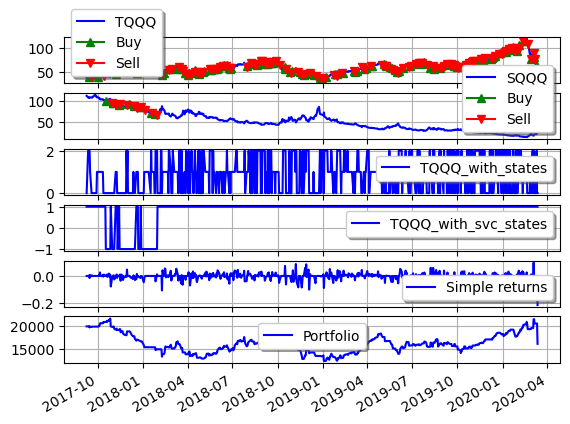 TQQQ
Buy
Sell
100
50
SQQQ
Buy
Sell
100
50
TQQQ_with_states
2
0
TQQQ_with_svc_states
1
0
−1
Simple returns
0.0
−0.2
Portfolio
20000
15000
2017-10
2018-01
2018-04
2018-07
2018-10
2019-01
2019-04
2019-07
2019-10
2020-01
2020-04